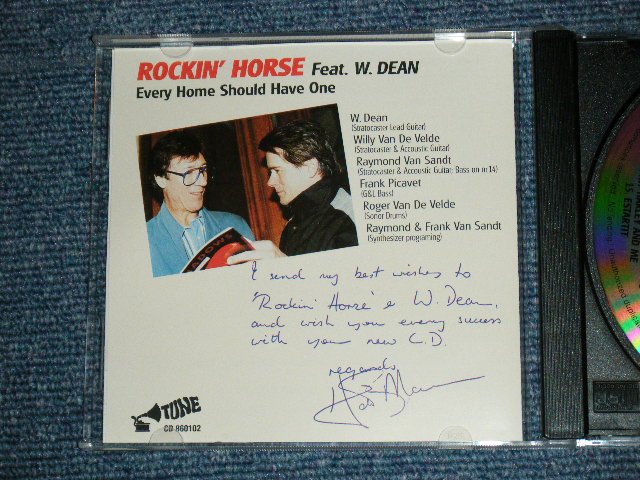 ROCKIN' HORSE Feat. W. DEAN
Every Home Should Have One
W. Dean
(Stratocaster Lead Guitar)
Willy Van De Velde
(Stratocaster & Accoustic Guitar)
Raymond Van Sandt
(Stratocaster & Acoustic Guitar; Bass on nr 14)
Frank Picavet
(G&L Bass)
Roger Van De Velde
(Sonor Drums)
Raymond & Frank Van Sandt
(Synthesizer programing)
I send my best wishes to
'Rockin' Horse' & W. Dean,
and wish you every success
with your new C.D.
regards
TUNE
CD 860102